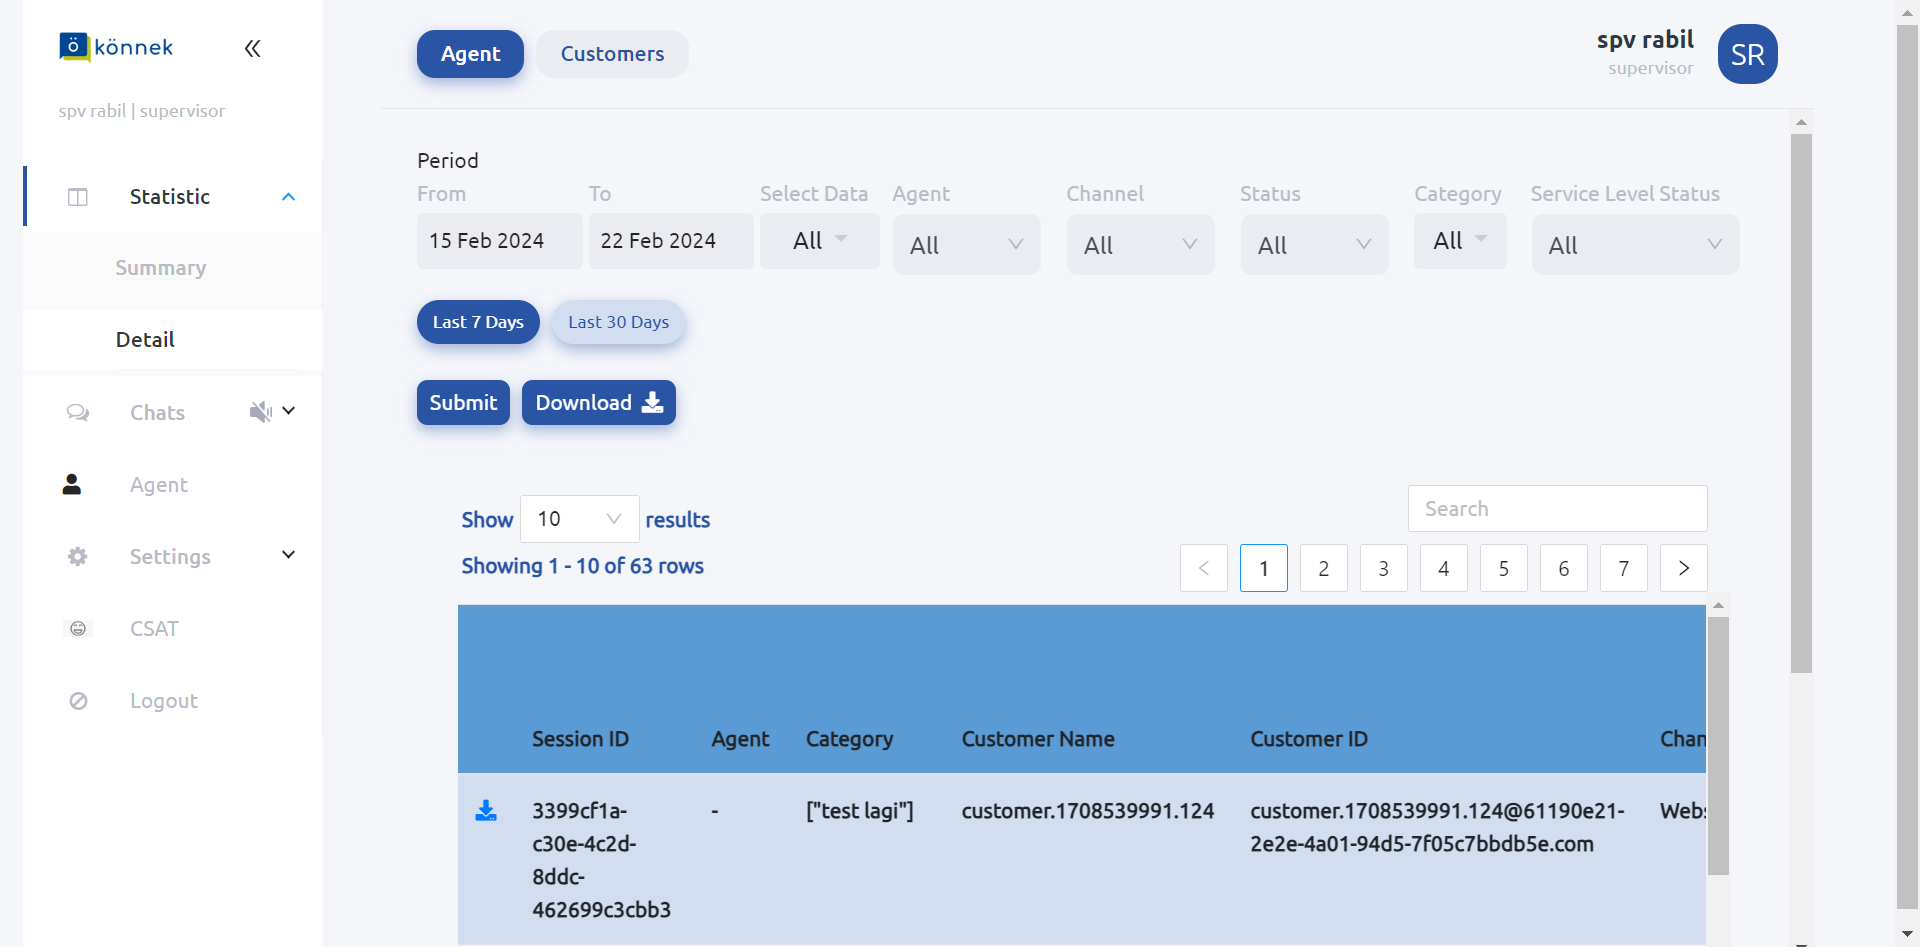 ö könnek
spv rabil | supervisor
Statistic
Summary
Detail
Chats
Agent
Settings
CSAT
Logout
Agent
Customers
spv rabil
supervisor
SR
Period
From To Select Data Agent Channel Status Category Service Level Status
15 Feb 2024 22 Feb 2024 All All All All All All
Last 7 Days Last 30 Days
Submit Download
Show 10 results
Search
Showing 1 - 10 of 63 rows
< 1 2 3 4 5 6 7 >
Session ID Agent Category Customer Name Customer ID Chan
3399cf1a- - ["test lagi"] customer.1708539991.124 customer.1708539991.124@61190e21- Webs
c30e-4c2d- 2e2e-4a01-94d5-7f05c7bbdb5e.com
8ddc-
462699c3cbb3